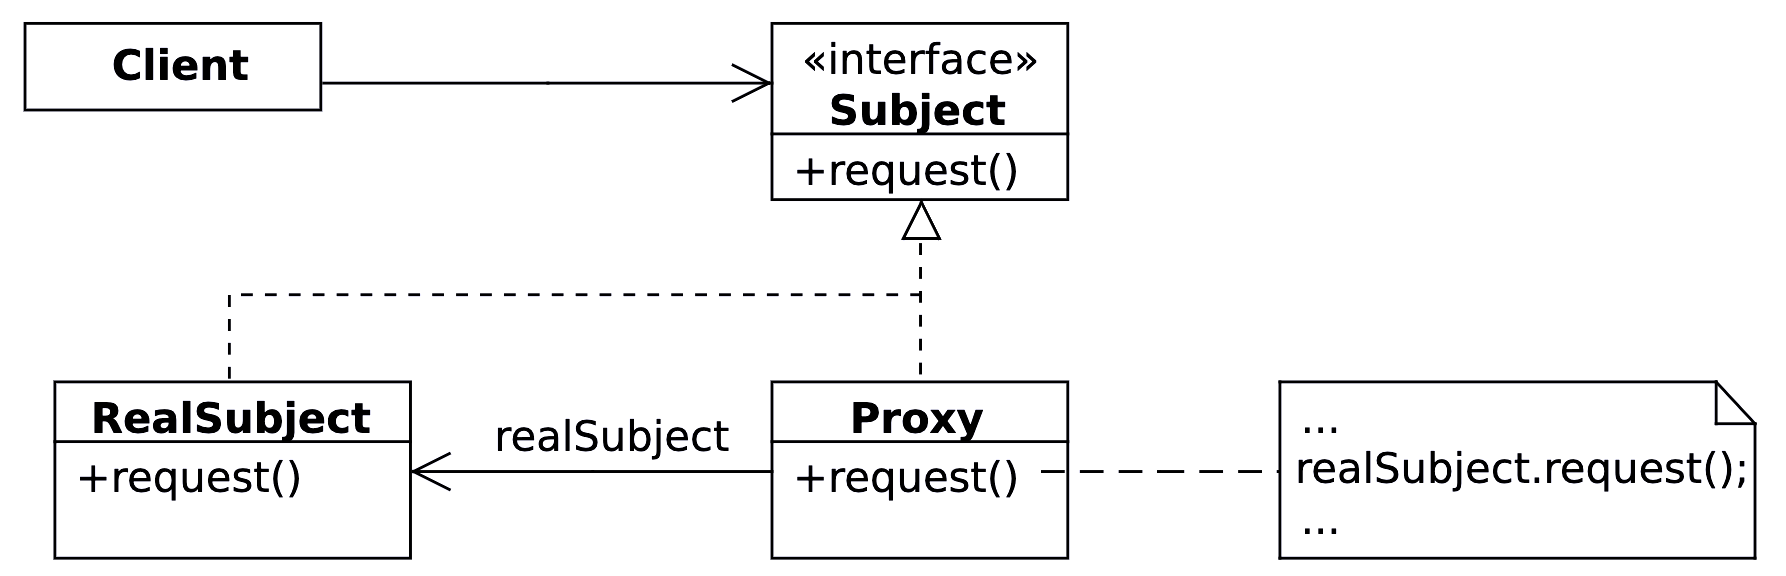 Client
«interface»
Subject
+request()
RealSubject
+request()
realSubject
Proxy
+request()
...
realSubject.request();
...